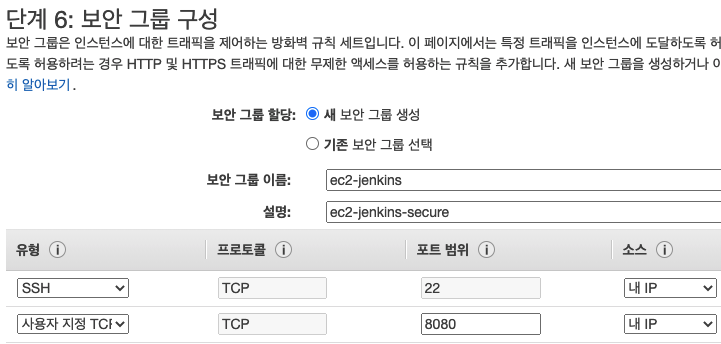 단계 6: 보안 그룹 구성
보안 그룹은 인스턴스에 대한 트래픽을 제어하는 방화벽 규칙 세트입니다. 이 페이지에서는 특정 트래픽을 인스턴스에 도달하도록 허
도록 허용하려는 경우 HTTP 및 HTTPS 트래픽에 대한 무제한 액세스를 허용하는 규칙을 추가합니다. 새 보안 그룹을 생성하거나 이
히 알아보기.
보안 그룹 할당: 새 보안 그룹 생성
기존 보안 그룹 선택
보안 그룹 이름: ec2-jenkins
설명: ec2-jenkins-secure
유형 프로토콜 포트 범위 소스
SSH TCP 22 내 IP
사용자 지정 TCP TCP 8080 내 IP